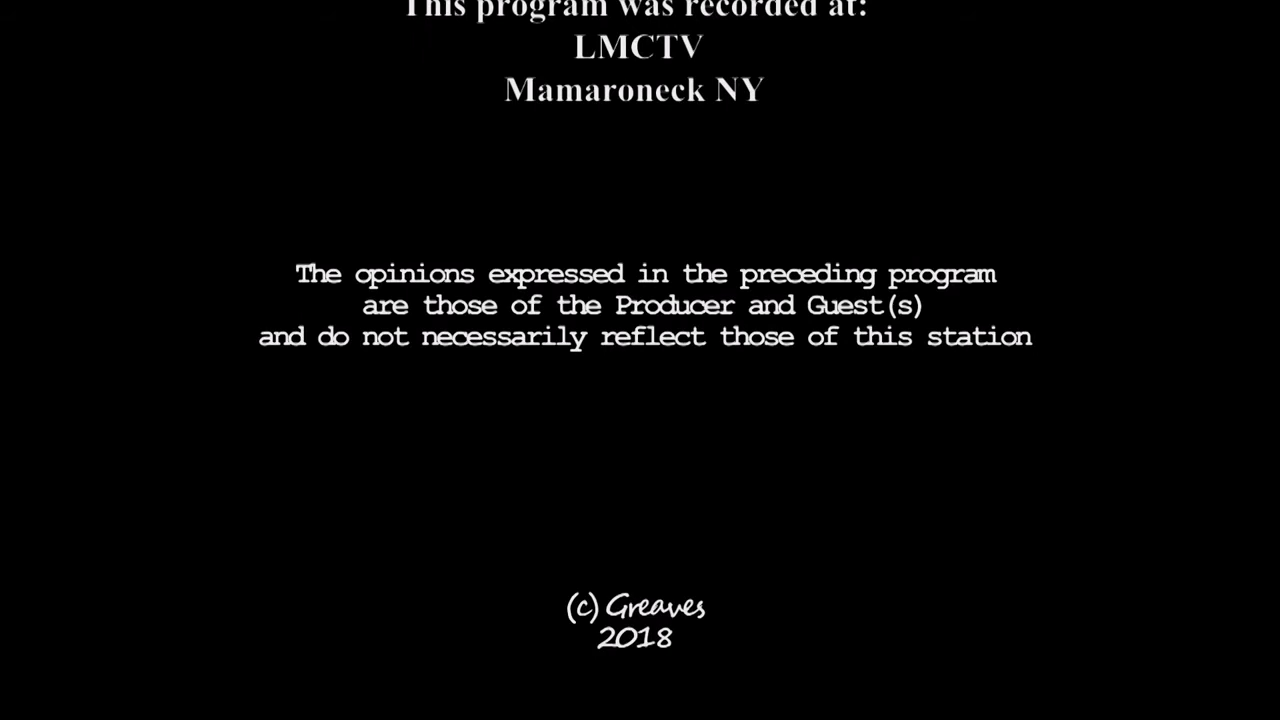 This program was recorded at:
LMCTV
Mamaroneck NY
The opinions expressed in the preceding program
are those of the Producer and Guest(s)
and do not necessarily reflect those of this station
(c) Greaves
2018